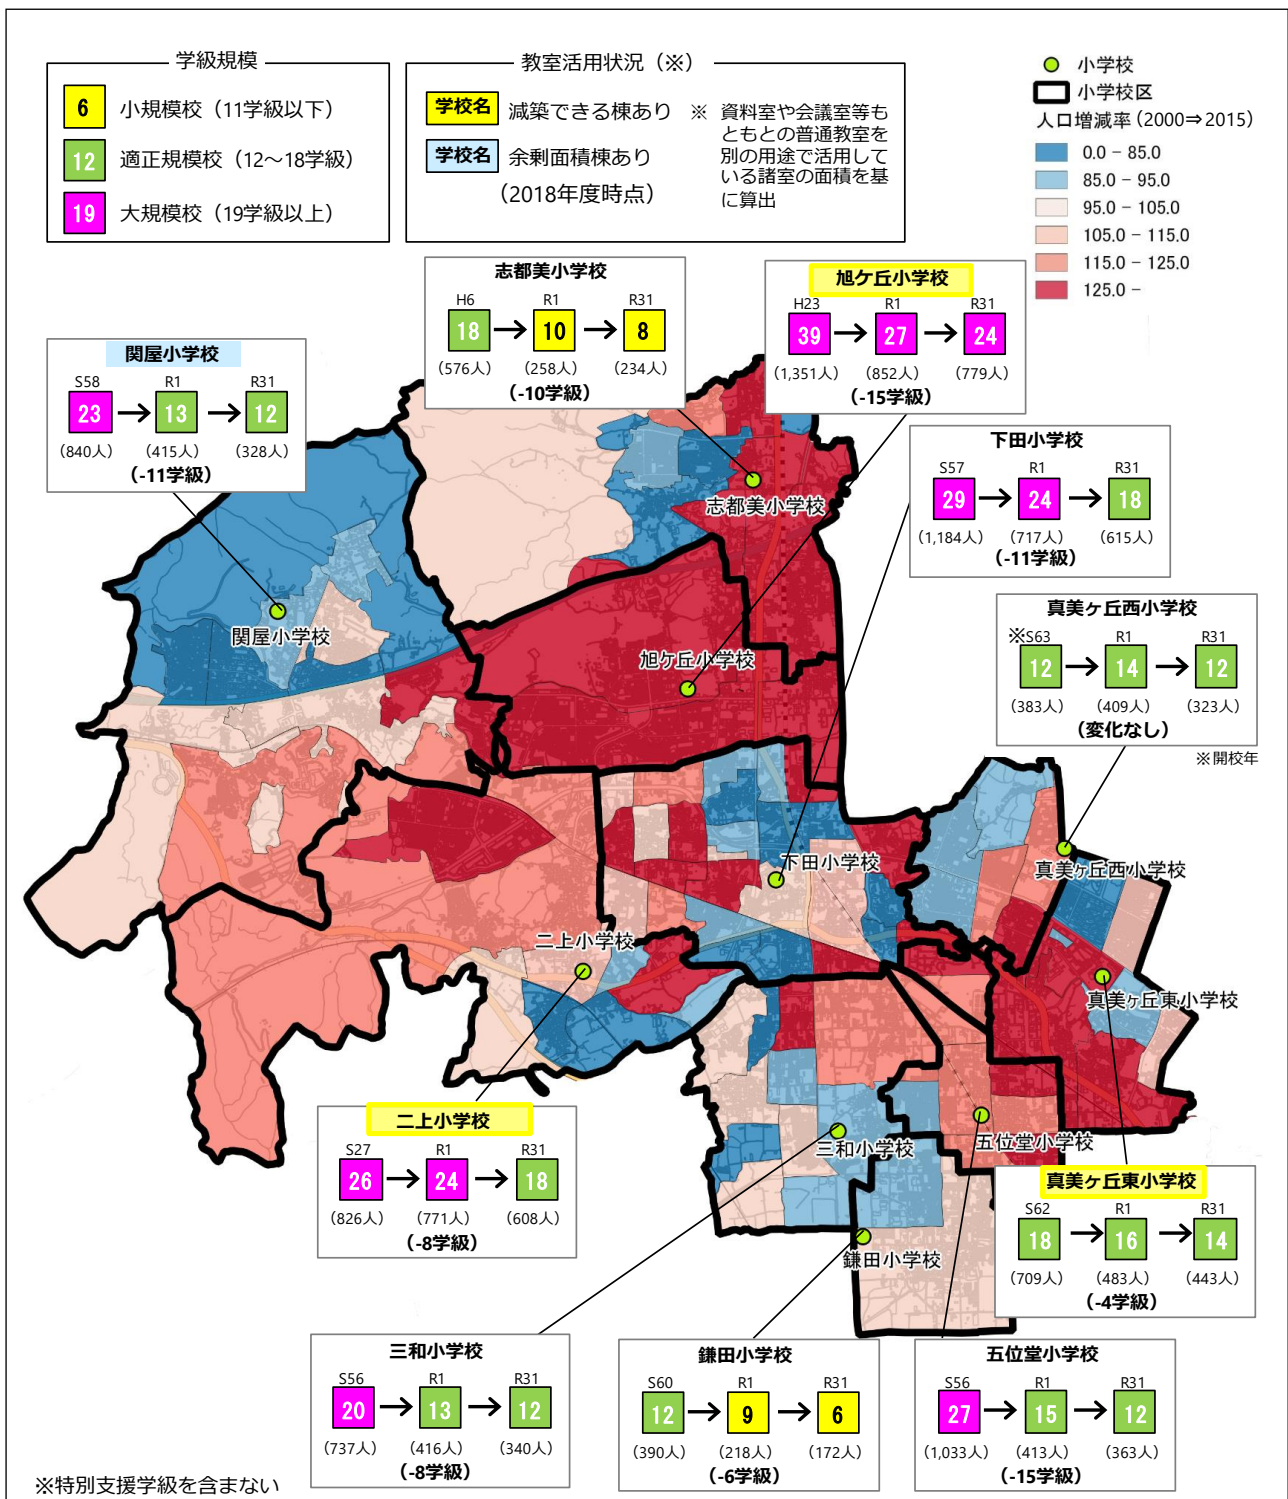 学級規模
6 小規模校（11学級以下）
12 適正規模校（12～18学級）
19 大規模校（19学級以上）
教室活用状況（※）
学校名 減築できる棟あり
学校名 余剰面積棟あり
（2018年度時点）
※ 資料室や会議室等も
ともとの普通教室を
別の用途で活用して
いる諸室の面積を基
に算出
小学校
小学校区
人口増減率（2000⇒2015）
0.0 - 85.0
85.0 - 95.0
95.0 - 105.0
105.0 - 115.0
115.0 - 125.0
125.0 -
志都美小学校
H6 R1 R31
18 → 10 → 8
(576人) (258人) (234人)
(-10学級)
旭ケ丘小学校
H23 R1 R31
39 → 27 → 24
(1,351人) (852人) (779人)
(-15学級)
関屋小学校
S58 R1 R31
23 → 13 → 12
(840人) (415人) (328人)
(-11学級)
下田小学校
S57 R1 R31
29 → 24 → 18
(1,184人) (717人) (615人)
(-11学級)
真美ヶ丘西小学校
※S63 R1 R31
12 → 14 → 12
(383人) (409人) (323人)
(変化なし)
※開校年
志都美小学校
関屋小学校
旭ケ丘小学校
下田小学校
真美ヶ丘西小学校
二上小学校
真美ヶ丘東小学校
三和小学校
五位堂小学校
鎌田小学校
二上小学校
S27 R1 R31
26 → 24 → 18
(826人) (771人) (608人)
(-8学級)
真美ヶ丘東小学校
S62 R1 R31
18 → 16 → 14
(709人) (483人) (443人)
(-4学級)
三和小学校
S56 R1 R31
20 → 13 → 12
(737人) (416人) (340人)
(-8学級)
鎌田小学校
S60 R1 R31
12 → 9 → 6
(390人) (218人) (172人)
(-6学級)
五位堂小学校
S56 R1 R31
27 → 15 → 12
(1,033人) (413人) (363人)
(-15学級)
※特別支援学級を含まない